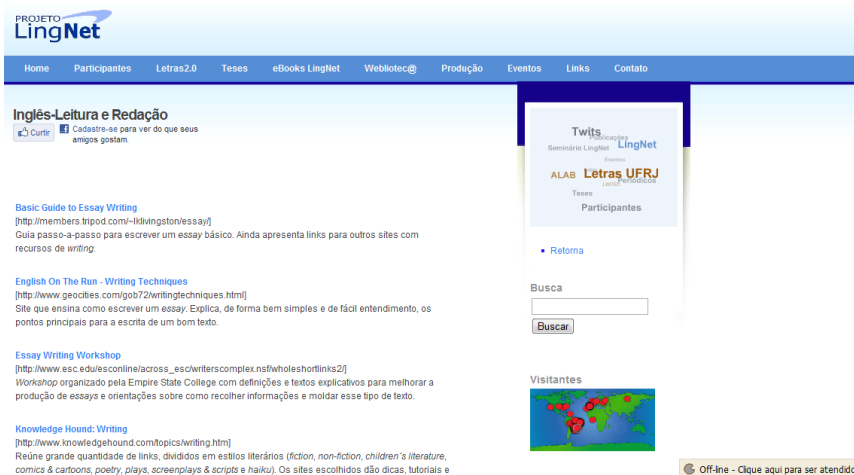 PROJETO
LingNet
Home Participantes Letras2.0 Teses eBooks LingNet Webliotec@ Produção Eventos Links Contato
Inglês-Leitura e Redação
Curtir
Cadastre-se para ver do que seus
amigos gostam.
Basic Guide to Essay Writing
[http://members.tripod.com/~lklivingston/essay/]
Guia passo-a-passo para escrever um essay básico. Ainda apresenta links para outros sites com
recursos de writing.
English On The Run - Writing Techniques
[http://www.geocities.com/gob72/writingtechniques.html]
Site que ensina como escrever um essay. Explica, de forma bem simples e de fácil entendimento, os
pontos principais para a escrita de um bom texto.
Essay Writing Workshop
[http://www.esc.edu/esconline/across_esc/writerscomplex.nsf/wholeshortlinks2/]
Workshop organizado pela Empire State College com definições e textos explicativos para melhorar a
produção de essays e orientações sobre como recolher informações e moldar esse tipo de texto.
Knowledge Hound: Writing
[http://www.knowledgehound.com/topics/writing.htm]
Reúne grande quantidade de links, divididos em estilos literários (fiction, non-fiction, children´s literature,
comics & cartoons, poetry, plays, screenplays & scripts e haiku). Os sites escolhidos dão dicas, tutoriais e
Twits
Publicações
Seminário LingNet
LingNet
Eventos
ALAB
Letras UFRJ
Periódicos
Teses
Participantes
Retorna
Busca
Buscar
Visitantes
Off-line - Clique aqui para ser atendido